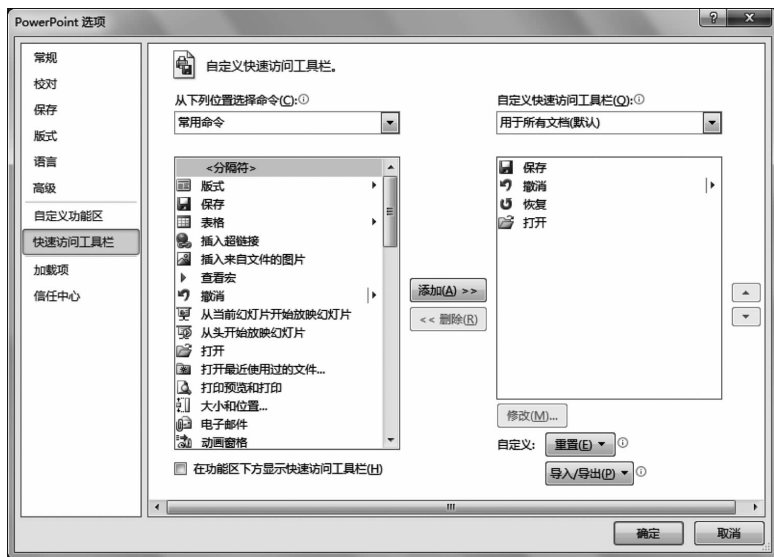 PowerPoint 选项
常规
校对
保存
版式
语言
高级
自定义功能区
快速访问工具栏
加载项
信任中心
自定义快速访问工具栏。
从下列位置选择命令(C):
常用命令
<分隔符>
版式
保存
表格
插入超链接
插入来自文件的图片
查看宏
撤消
从当前幻灯片开始放映幻灯片
从头开始放映幻灯片
打开
打开最近使用过的文件...
打印预览和打印
大小和位置...
电子邮件
动画窗格
在功能区下方显示快速访问工具栏(H)
添加(A) >>
<< 删除(R)
自定义快速访问工具栏(Q):
用于所有文档(默认)
保存
撤消
恢复
打开
修改(M)...
自定义:
重置(E)
导入/导出(P)
确定
取消